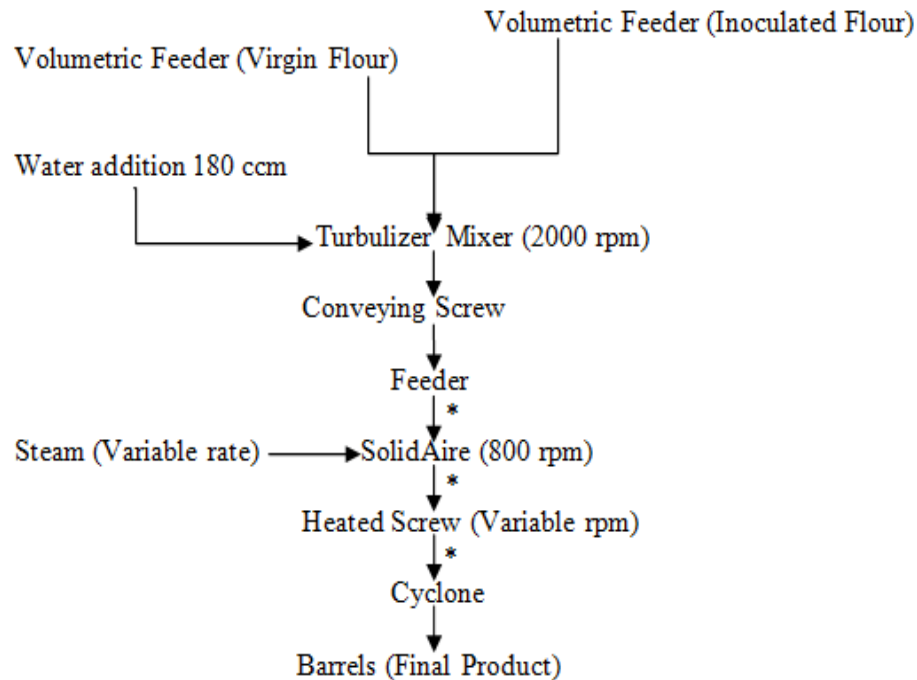 Volumetric Feeder (Inoculated Flour)
Volumetric Feeder (Virgin Flour)
Water addition 180 ccm
Turbulizer Mixer (2000 rpm)
Conveying Screw
Feeder
*
Steam (Variable rate)
SolidAire (800 rpm)
*
Heated Screw (Variable rpm)
*
Cyclone
Barrels (Final Product)